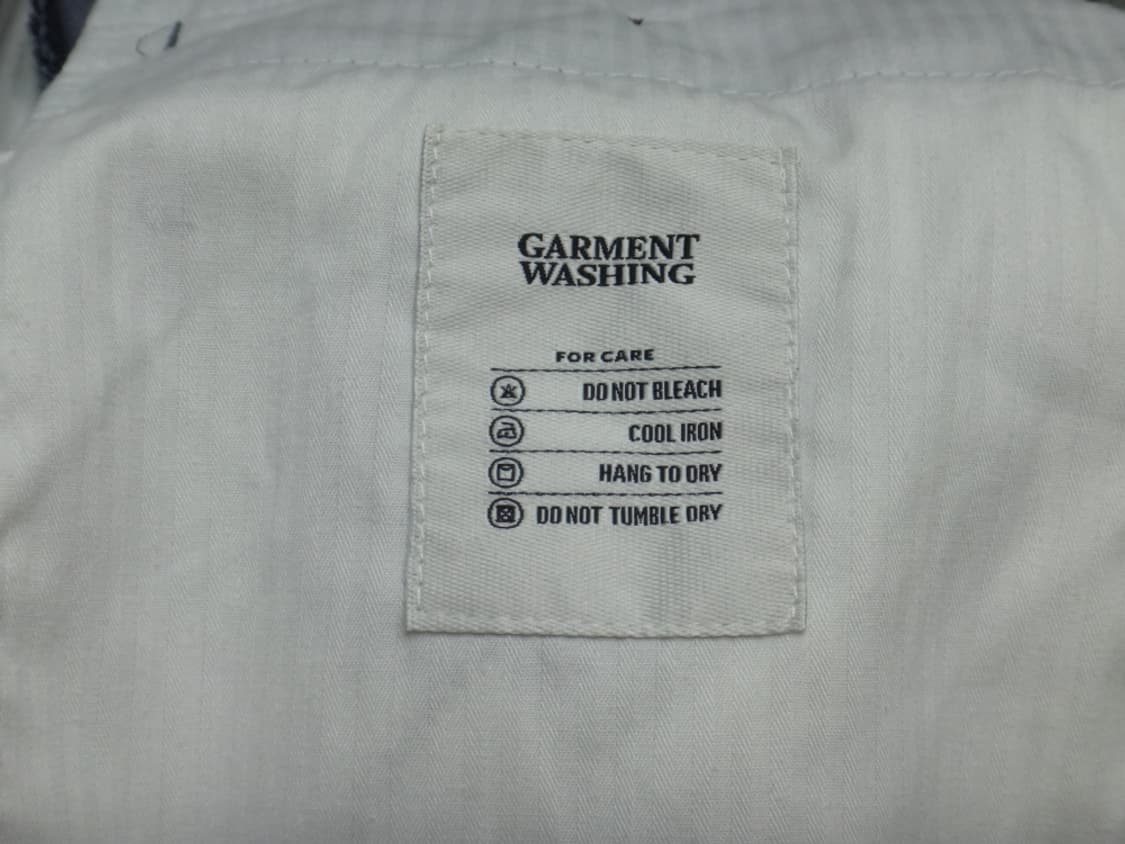 GARMENT
WASHING
FOR CARE
DO NOT BLEACH
COOL IRON
HANG TO DRY
DO NOT TUMBLE DRY